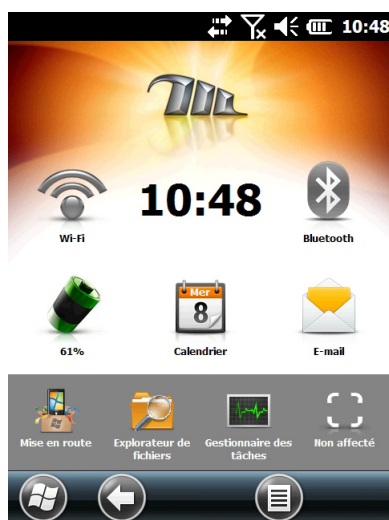 10:48
10:48
Wi-Fi
Bluetooth
Mer
8
61%
Calendrier
E-mail
Mise en route
Explorateur de
fichiers
Gestionnaire des
tâches
Non affecté